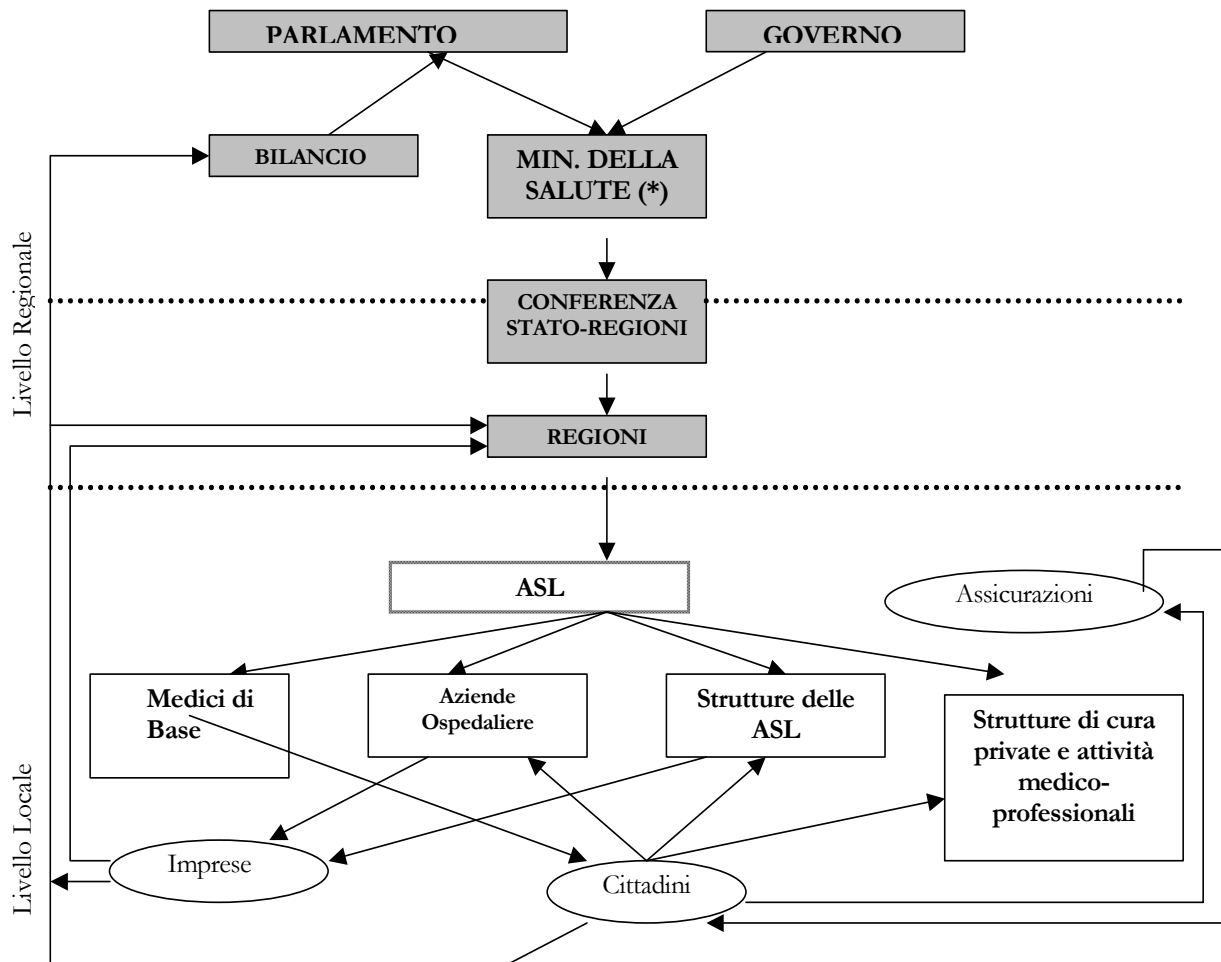 PARLAMENTO
GOVERNO
BILANCIO
MIN. DELLA
SALUTE (*)
Livello Regionale
CONFERENZA
STATO-REGIONI
REGIONI
ASL
Assicurazioni
Medici di
Base
Aziende
Ospedaliere
Strutture delle
ASL
Strutture di cura
private e attività
medico-
professionali
Livello Locale
Imprese
Cittadini